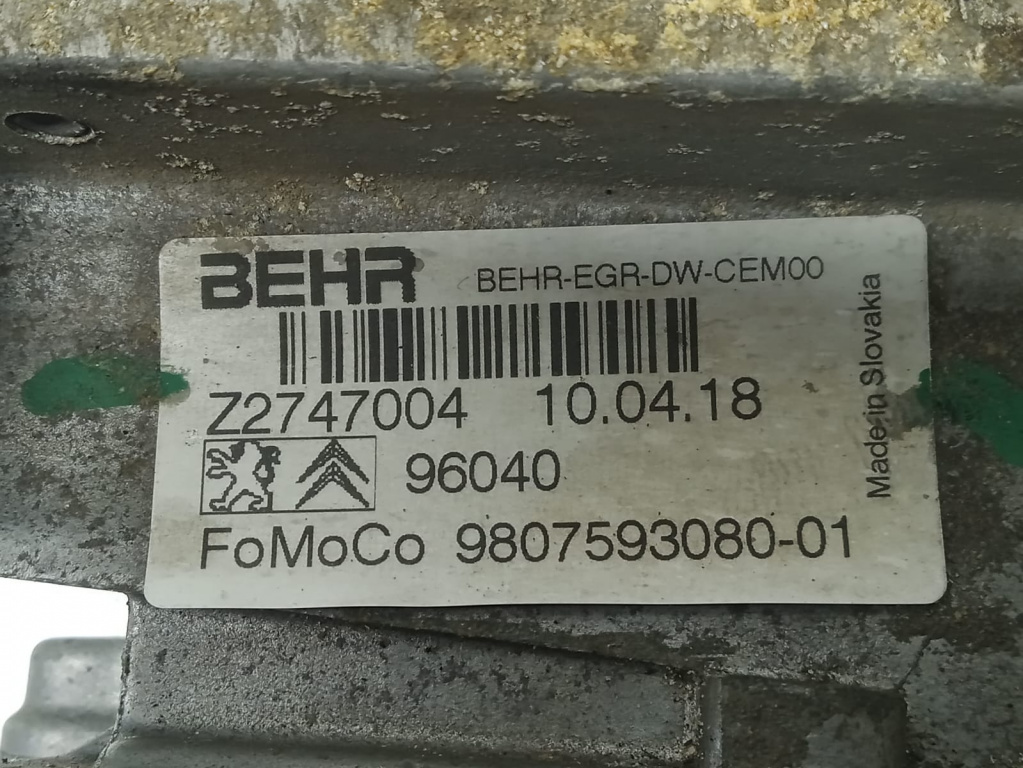 BEHR BEHR-EGR-DW-CEM00
Z2747004 10.04.18
96040
FoMoCo 9807593080-01
Made in Slovakia